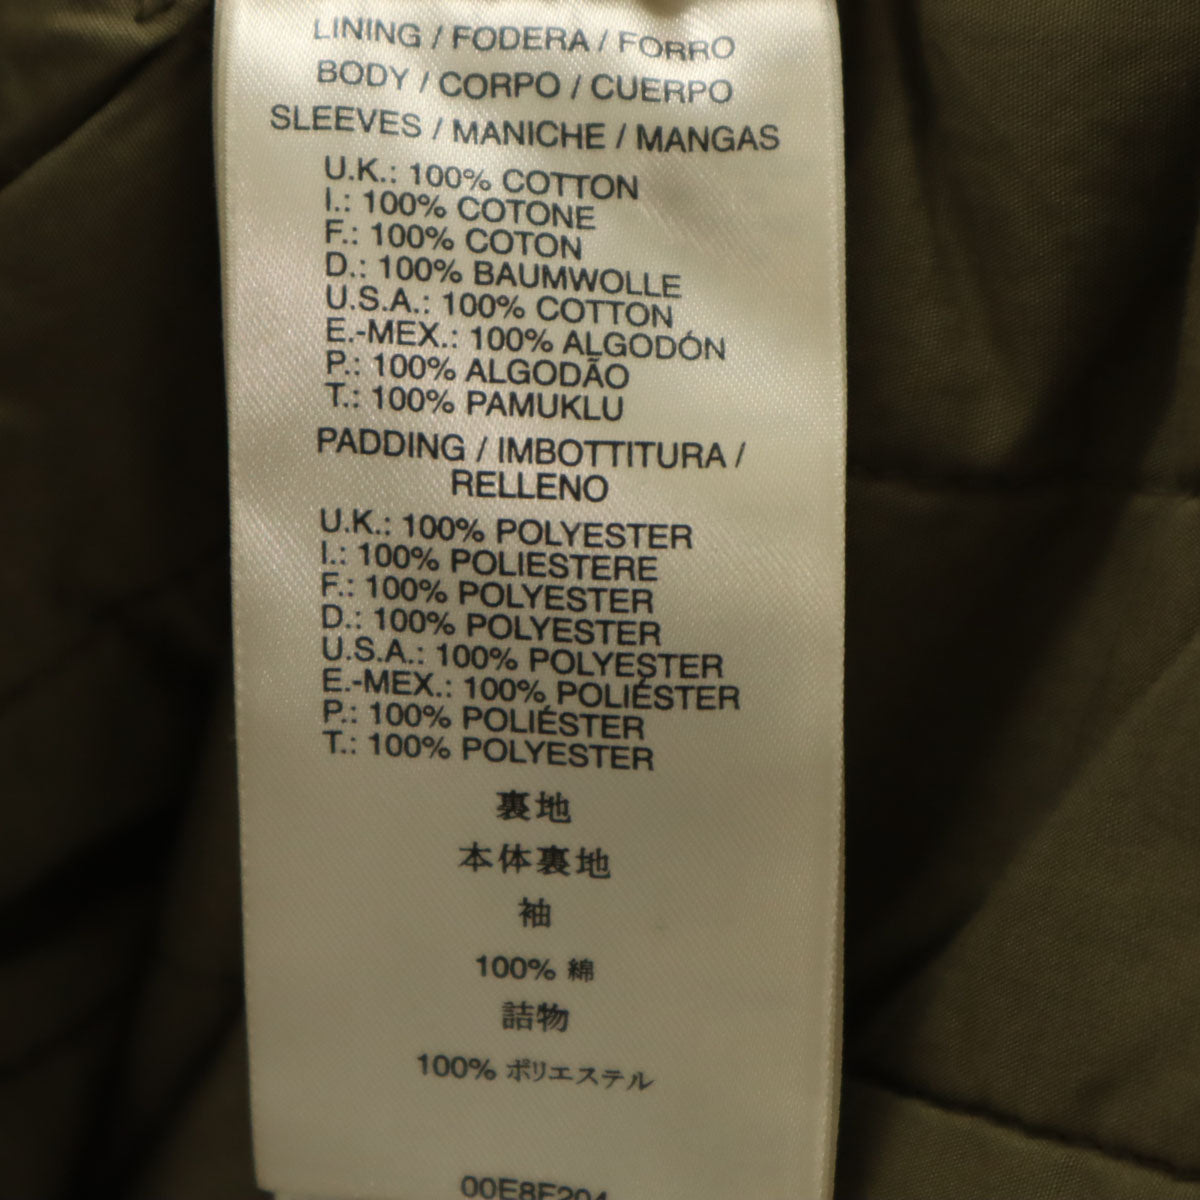 LINING / FODERA / FORRO
BODY / CORPO / CUERPO
SLEEVES / MANICHE / MANGAS
U.K.: 100% COTTON
I.: 100% COTONE
F.: 100% COTON
D.: 100% BAUMWOLLE
U.S.A.: 100% COTTON
E.-MEX.: 100% ALGODÓN
P.: 100% ALGODÃO
T.: 100% PAMUKLU
PADDING / IMBOTTITURA /
RELLENO
U.K.: 100% POLYESTER
I.: 100% POLIESTERE
F.: 100% POLYESTER
D.: 100% POLYESTER
U.S.A.: 100% POLYESTER
E.-MEX.: 100% POLIÉSTER
P.: 100% POLIÉSTER
T.: 100% POLYESTER
裏地
本体裏地
袖
100% 綿
詰物
100% ポリエステル